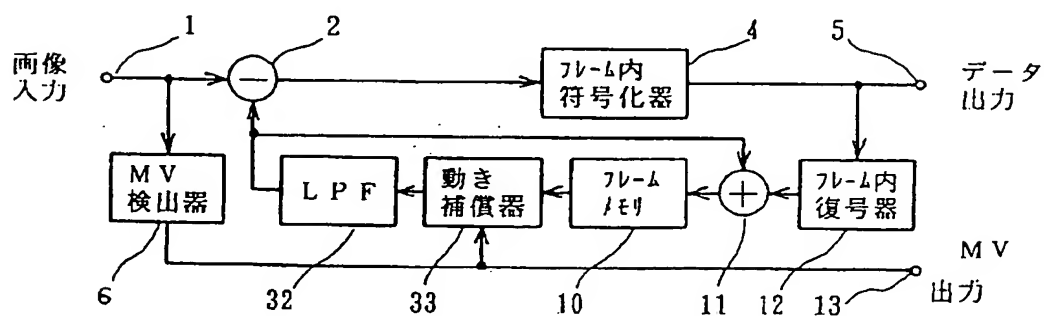 1
2
4
5
画像
入力
−
フレーム内
符号化器
データ
出力
MV
検出器
LPF
動き
補償器
フレーム
メモリ
+
フレーム内
復号器
MV
出力
6
32
33
10
11
12
13